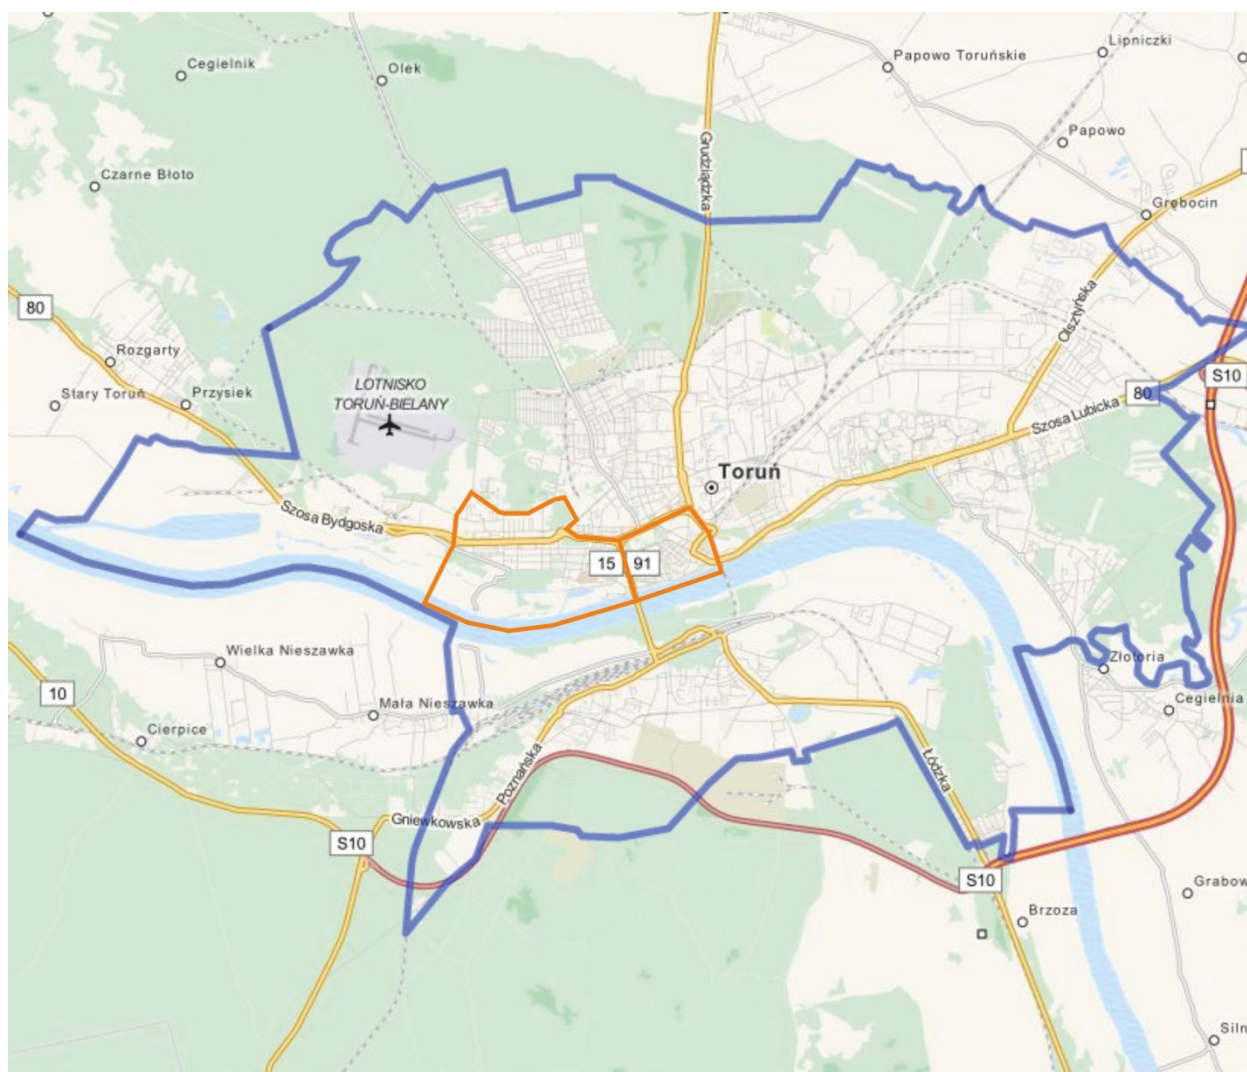 Lipniczki
Papowo Toruńskie
Cegielnik
Olek
Papowo
Grudziądzka
Czarne Błoto
Grębocin
80
Olsztyńska
Rozgarty
S10
LOTNISKO
TORUŃ-BIELANY
Stary Toruń
Przysiek
80
Szosa Lubicka
Toruń
Szosa Bydgoska
15
91
Wielka Nieszawka
Złotoria
10
Mała Nieszawka
Cegielnia
Cierpice
Poznańska
Łódzka
Gniewkowska
S10
S10
Grabow
Brzoza
Siln